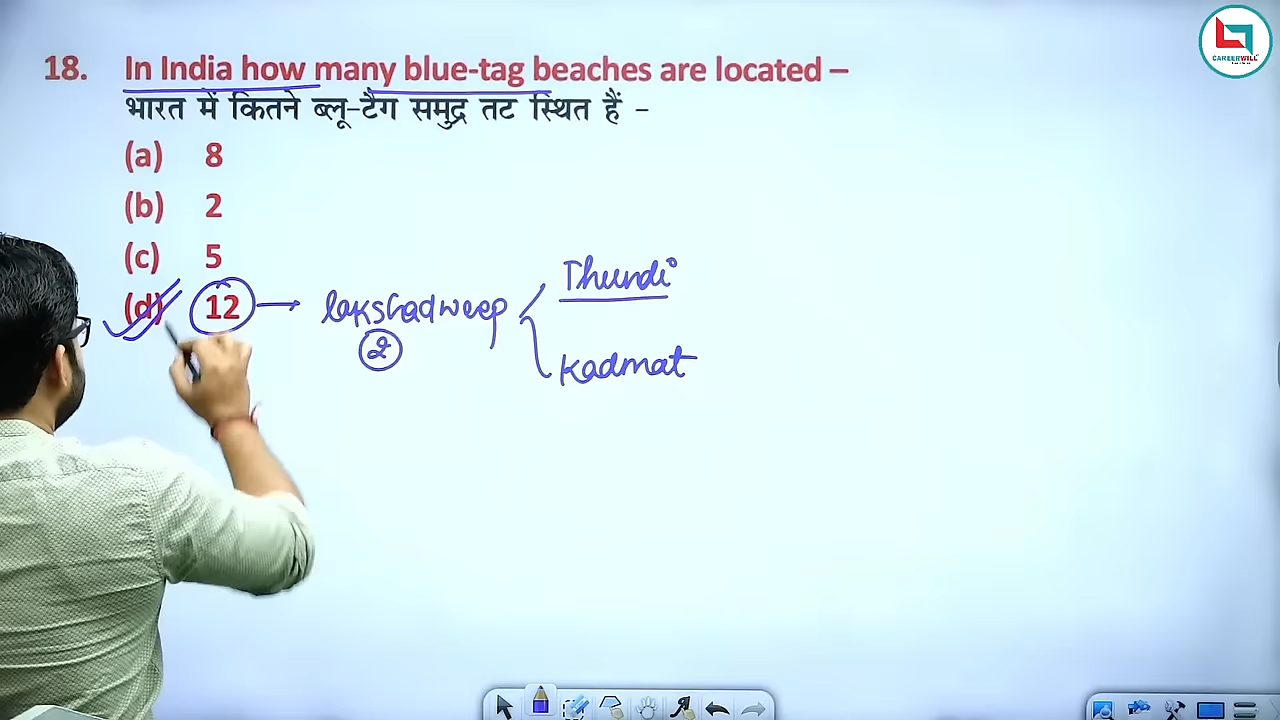 CAREERWILL
18. In India how many blue-tag beaches are located –
भारत में कितने ब्लू-टैग समुद्र तट स्थित हैं -
(a) 8
(b) 2
(c) 5
(d) 12
lakshadweep
2
Thundi
Kadmat